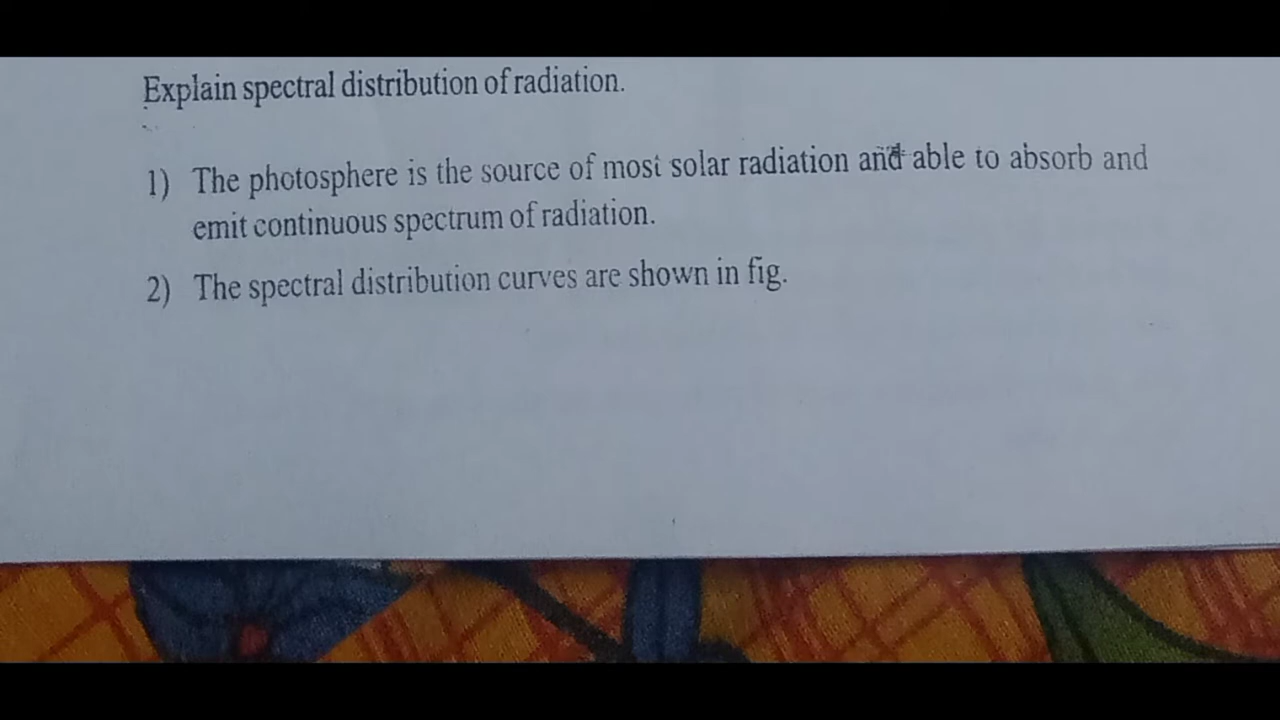 Explain spectral distribution of radiation.
1) The photosphere is the source of most solar radiation and able to absorb and
emit continuous spectrum of radiation.
2) The spectral distribution curves are shown in fig.